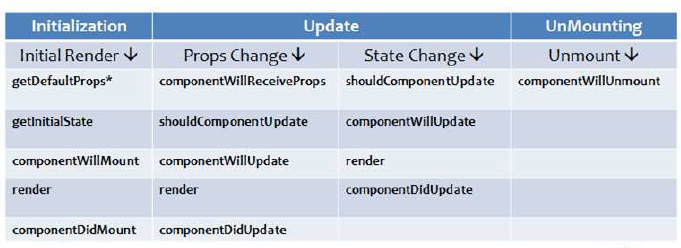 Initialization Update UnMounting
Initial Render ↓ Props Change ↓ State Change ↓ Unmount ↓
getDefaultProps* componentWillReceiveProps shouldComponentUpdate componentWillUnmount
getInitialState shouldComponentUpdate componentWillUpdate
componentWillMount componentWillUpdate render
render render componentDidUpdate
componentDidMount componentDidUpdate